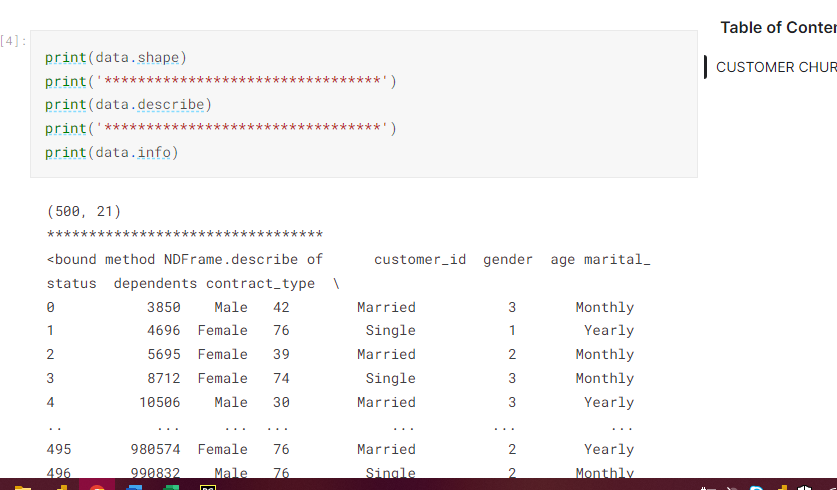 Table of Conter
[4]:
print(data.shape)
CUSTOMER CHUR
print('*********************************')
print(data.describe)
print('*********************************')
print(data.info)
(500, 21)
*********************************
<bound method NDFrame.describe of      customer_id  gender  age marital_
status  dependents contract_type  \
0           3850    Male   42        Married           3       Monthly
1           4696  Female   76         Single           1        Yearly
2           5695  Female   39        Married           2       Monthly
3           8712  Female   74         Single           3       Monthly
4          10506    Male   30        Married           3        Yearly
..           ...     ...  ...            ...         ...           ...
495       980574  Female   76        Married           2        Yearly
496       990832    Male   76         Single           2       Monthly